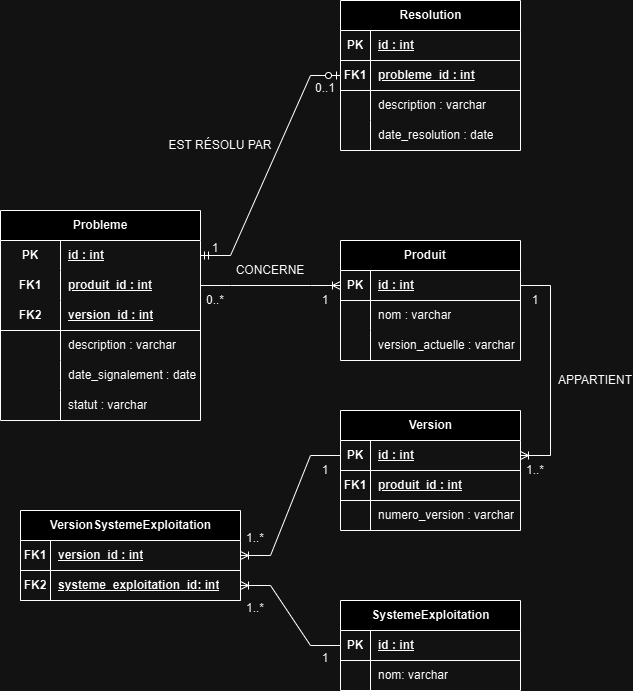 Resolution
PK id : int
FK1 probleme_id : int
description : varchar
date_resolution : date
0..1
EST RÉSOLU PAR
Probleme
PK id : int
FK1 produit_id : int
FK2 version_id : int
description : varchar
date_signalement : date
statut : varchar
1
CONCERNE
0..*
1
Produit
PK id : int
nom : varchar
version_actuelle : varchar
1
APPARTIENT
1..*
Version
PK id : int
FK1 produit_id : int
numero_version : varchar
1
1..*
VersionSystemeExploitation
FK1 version_id : int
FK2 systeme_exploitation_id: int
1..*
1
SystemeExploitation
PK id : int
nom: varchar